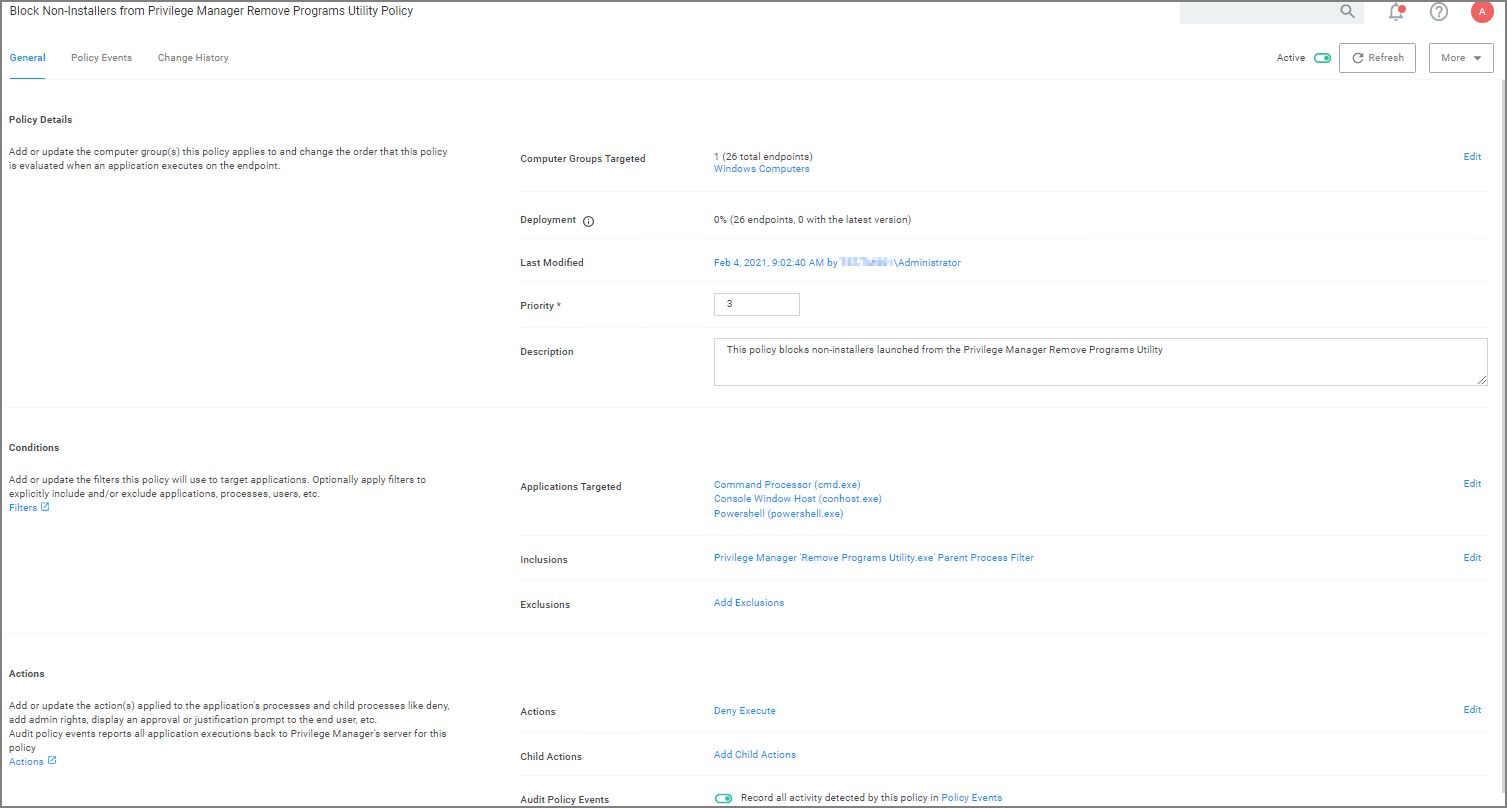 Block Non-Installers from Privilege Manager Remove Programs Utility Policy
A
General
Policy Events
Change History
Active
Refresh
More
Policy Details
Add or update the computer group(s) this policy applies to and change the order that this policy
is evaluated when an application executes on the endpoint.
Computer Groups Targeted
1 (26 total endpoints)
Windows Computers
Edit
Deployment
0% (26 endpoints, 0 with the latest version)
Last Modified
Feb 4, 2021, 9:02:40 AM by \Administrator
Priority *
3
Description
This policy blocks non-installers launched from the Privilege Manager Remove Programs Utility
Conditions
Add or update the filters this policy will use to target applications. Optionally apply filters to
explicitly include and/or exclude applications, processes, users, etc.
Filters
Applications Targeted
Command Processor (cmd.exe)
Console Window Host (conhost.exe)
Powershell (powershell.exe)
Edit
Inclusions
Privilege Manager 'Remove Programs Utility.exe' Parent Process Filter
Edit
Exclusions
Add Exclusions
Actions
Add or update the action(s) applied to the application's processes and child processes like deny,
add admin rights, display an approval or justification prompt to the end user, etc.
Audit policy events reports all application executions back to Privilege Manager's server for this
policy
Actions
Actions
Deny Execute
Edit
Child Actions
Add Child Actions
Audit Policy Events
Record all activity detected by this policy in Policy Events